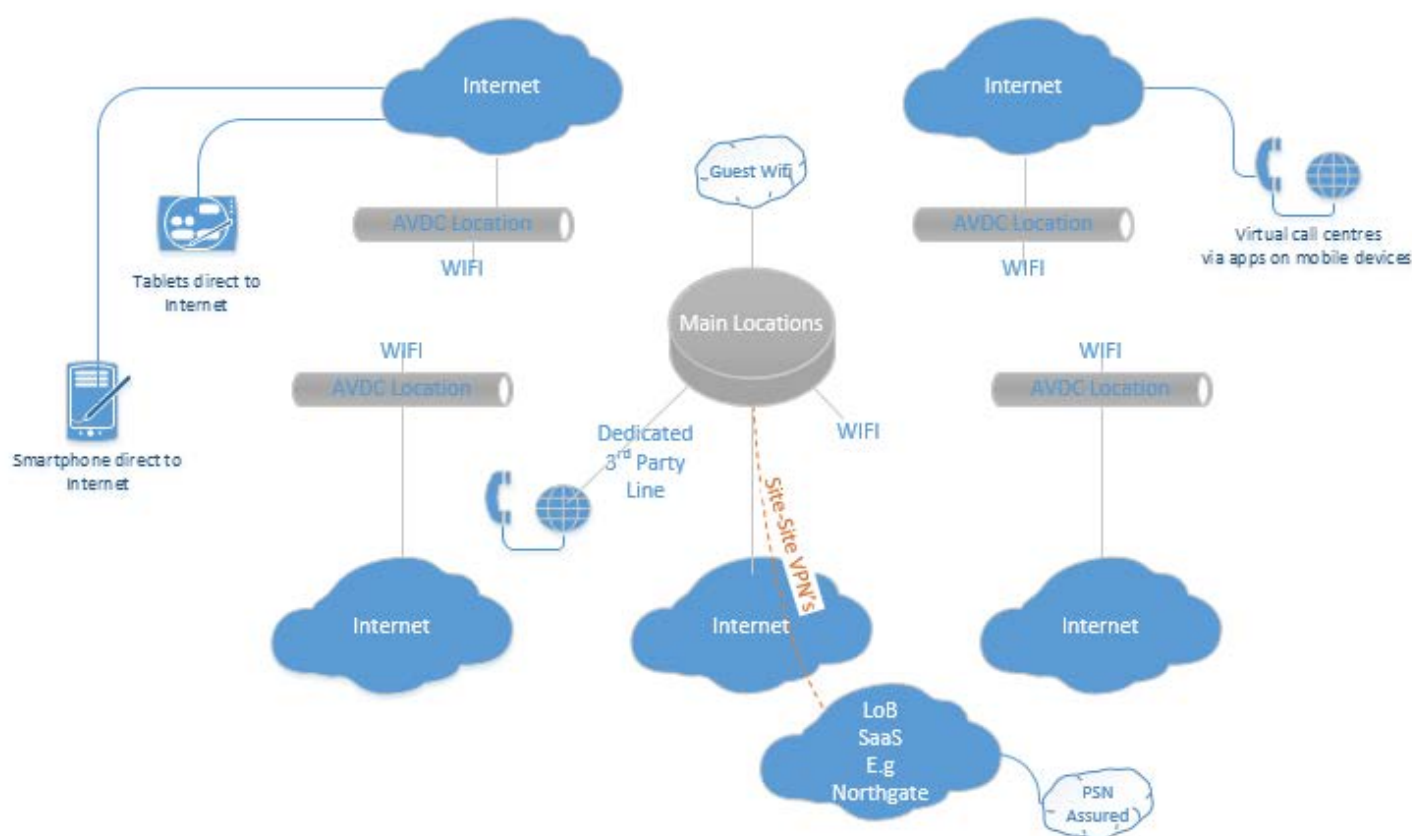 Internet
Internet
Guest Wifi
AVDC Location
WIFI
AVDC Location
WIFI
Virtual call centres
via apps on mobile devices
Tablets direct to
Internet
Main Locations
WIFI
AVDC Location
WIFI
AVDC Location
Smartphone direct to
Internet
Dedicated
3rd Party
Line
WIFI
Site-Site VPN's
Internet
Internet
Internet
LoB
SaaS
E.g
Northgate
PSN
Assured